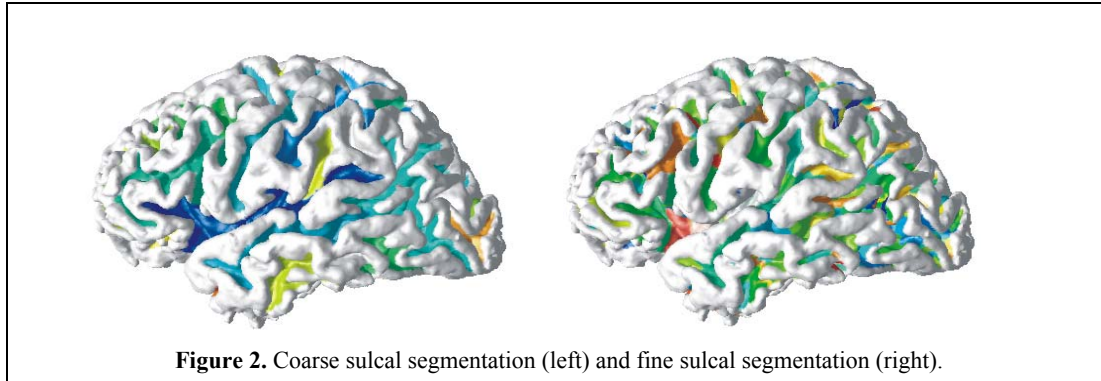 Figure 2. Coarse sulcal segmentation (left) and fine sulcal segmentation (right).